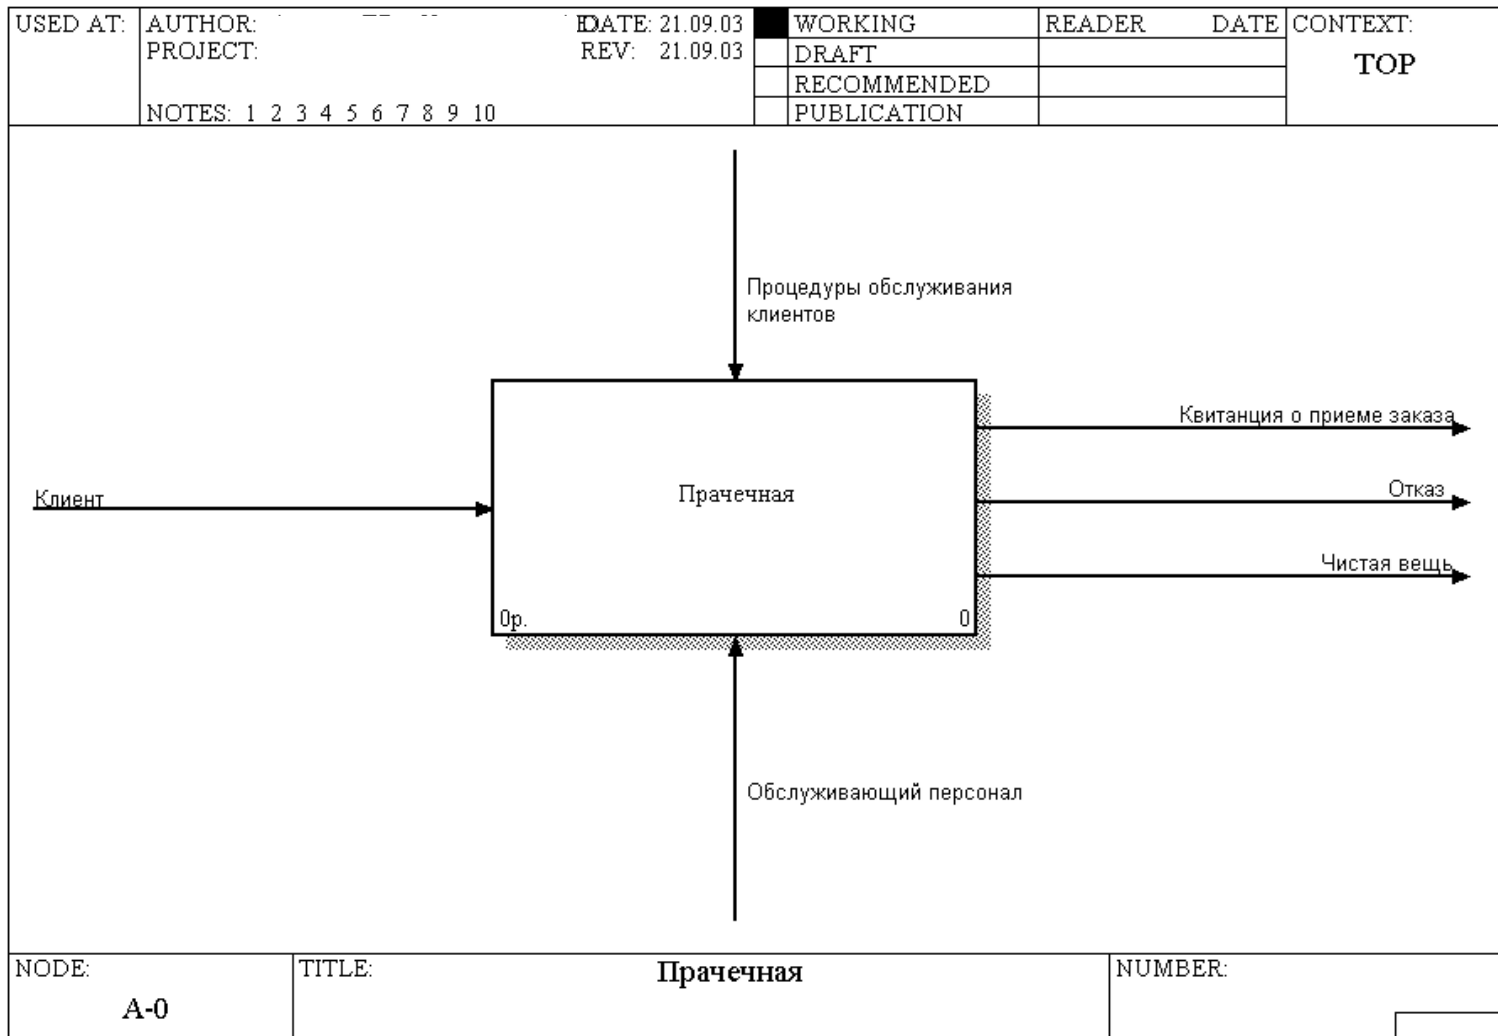 USED AT:
AUTHOR:
DATE: 21.09.03
PROJECT:
REV: 21.09.03
NOTES: 1 2 3 4 5 6 7 8 9 10
WORKING
DRAFT
RECOMMENDED
PUBLICATION
READER DATE
CONTEXT:
TOP
Процедуры обслуживания
клиентов
Квитанция о приеме заказа
Клиент
Прачечная
Отказ
Чистая вещь
0р. 0
Обслуживающий персонал
NODE:
A-0
TITLE:
Прачечная
NUMBER: